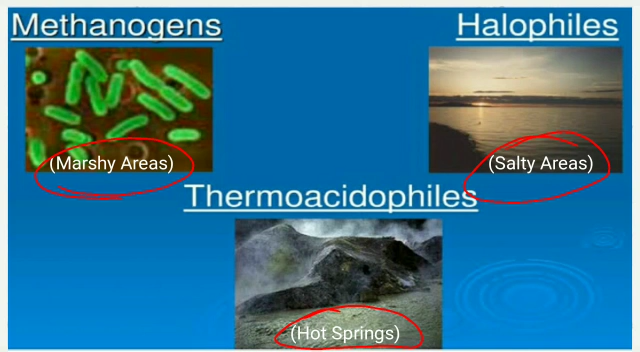 Methanogens
Halophiles
(Marshy Areas)
(Salty Areas)
Thermoacidophiles
(Hot Springs)